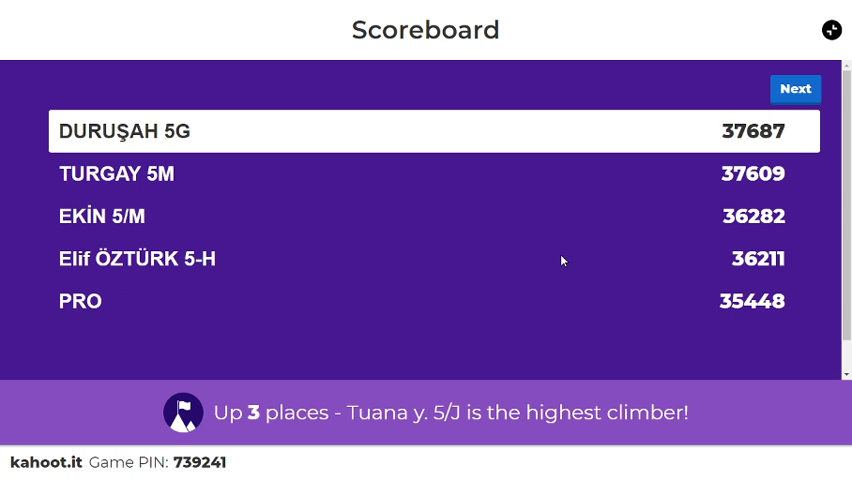 Scoreboard
Next
DURUŞAH 5G 37687
TURGAY 5M 37609
EKİN 5/M 36282
Elif ÖZTÜRK 5-H 36211
PRO 35448
Up 3 places - Tuana y. 5/J is the highest climber!
kahoot.it Game PIN: 739241